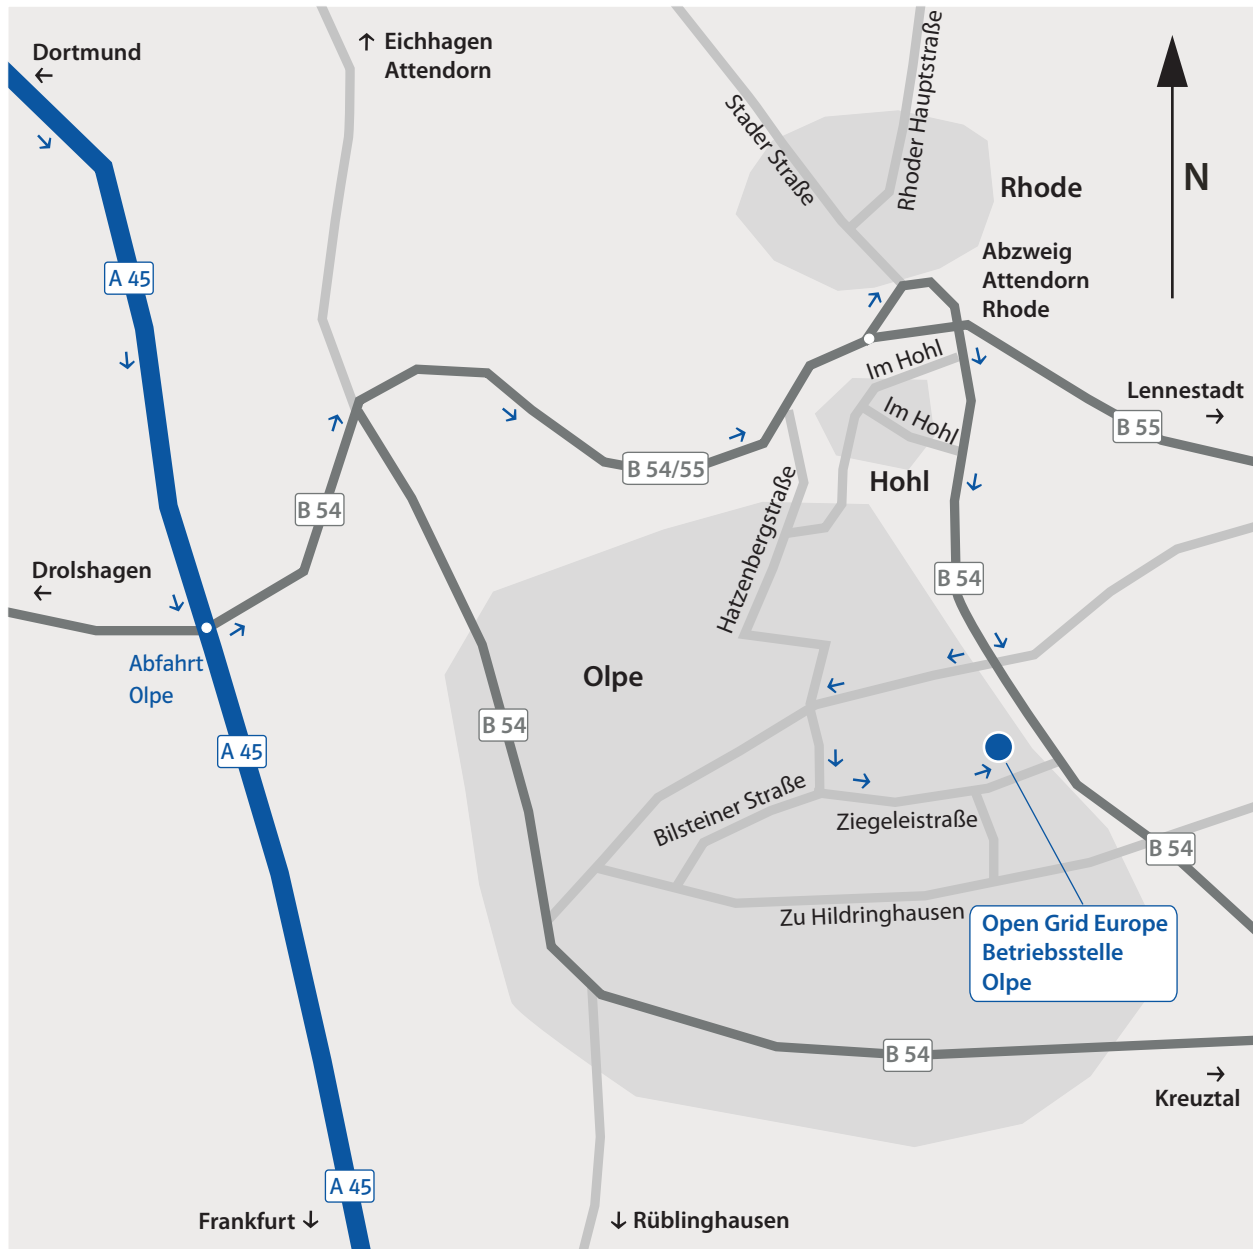 Dortmund
Eichhagen
Attendorn
Stader Straße
Rhoder Hauptstraße
Rhode
N
Abzweig
Attendorn
Rhode
A 45
Im Hohl
Im Hohl
Lennestadt
B 55
B 54/55
Hohl
B 54
Hatzenbergstraße
Drolshagen
B 54
Abfahrt
Olpe
Olpe
B 54
A 45
Bilsteiner Straße
Ziegeleistraße
B 54
Zu Hildringhausen
Open Grid Europe
Betriebsstelle
Olpe
B 54
Kreuztal
A 45
Frankfurt
Rüblinghausen